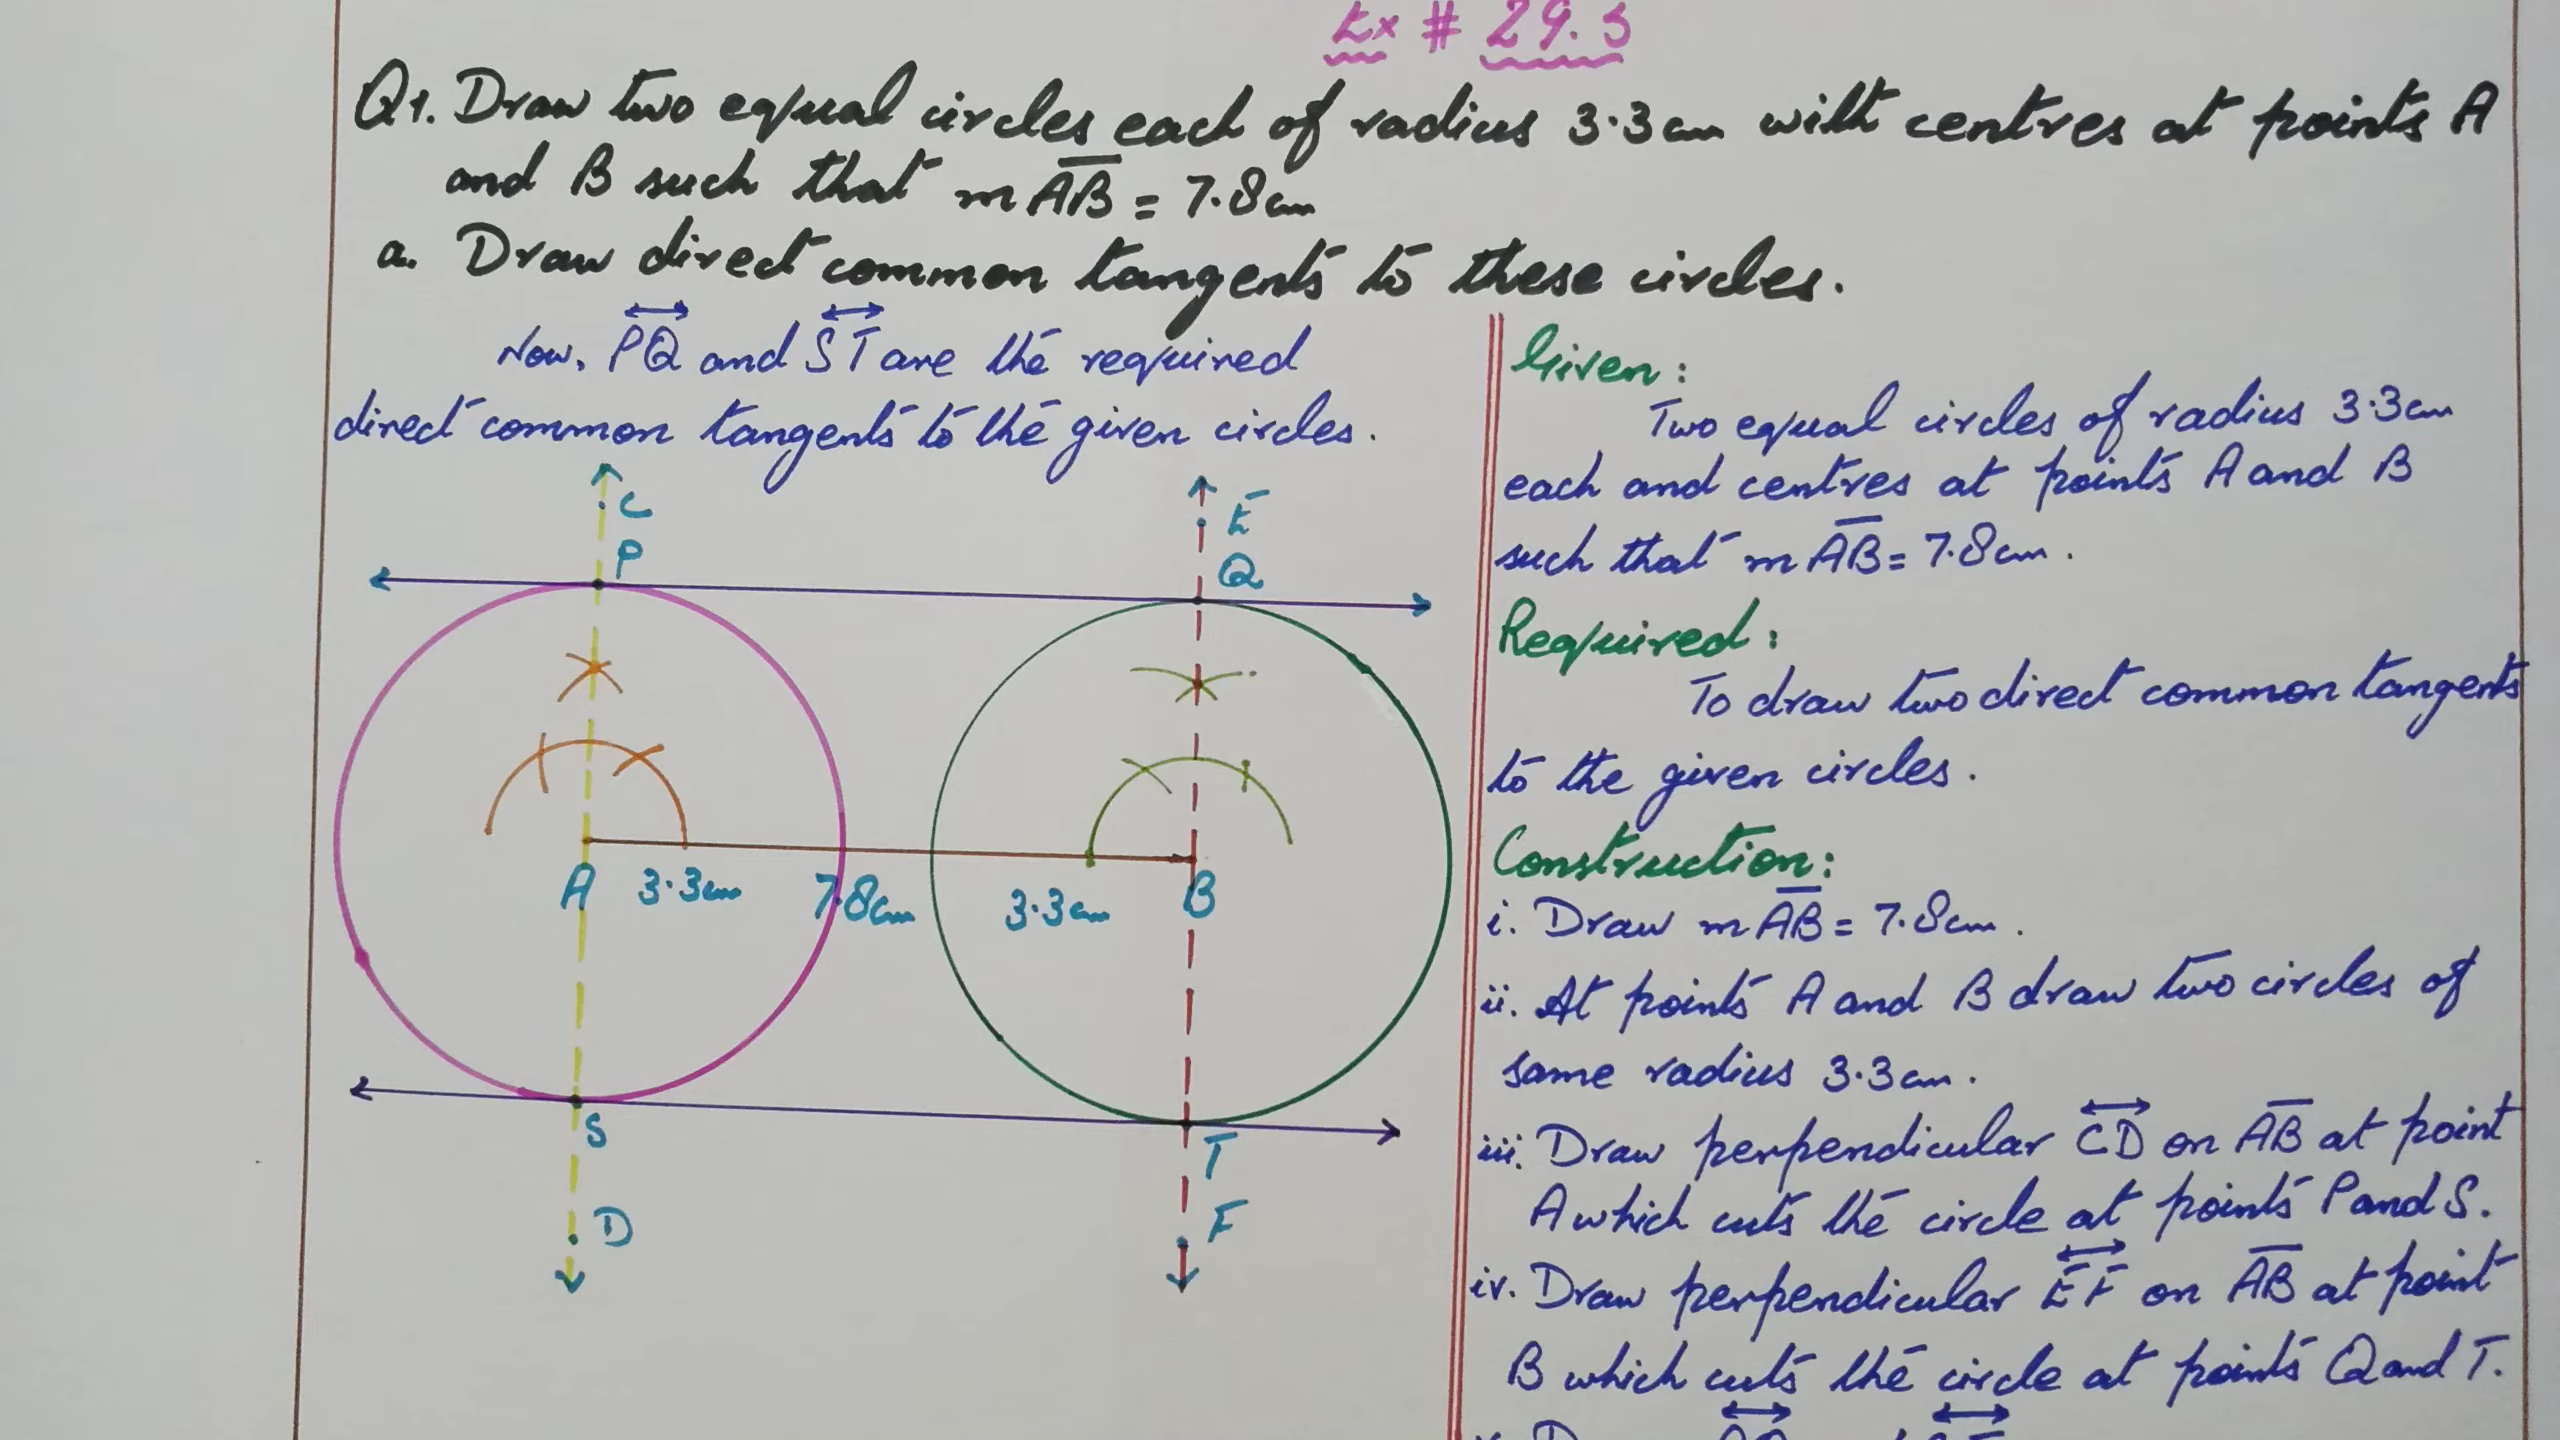 Ex # 29.3
Q1. Draw two equal circles each of radius 3.3cm with centres at points A
and B such that mAB = 7.8cm
a. Draw direct common tangents to these circles.
Now, PQ and ST are the required
direct common tangents to the given circles.
C
E
P
Q
A 3.3cm 7.8cm 3.3cm B
S
T
D
F
Given:
Two equal circles of radius 3.3cm
each and centres at points A and B
such that mAB = 7.8cm.
Required:
To draw two direct common tangents
to the given circles.
Construction:
i. Draw mAB = 7.8cm.
ii. At points A and B draw two circles of
same radius 3.3cm.
iii. Draw perpendicular CD on AB at point
A which cuts the circle at points P and S.
iv. Draw perpendicular EF on AB at point
B which cuts the circle at points Q and T.